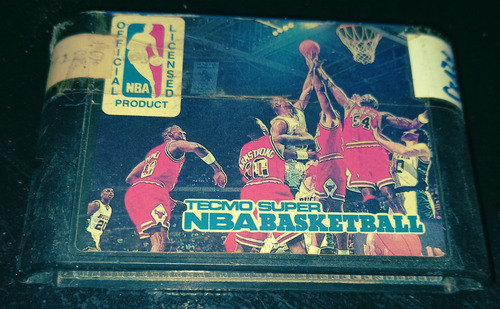 OFFICIAL
LICENSED
NBA
PRODUCT
ARMSTRONG
54
TECMO SUPER
NBA BASKETBALL